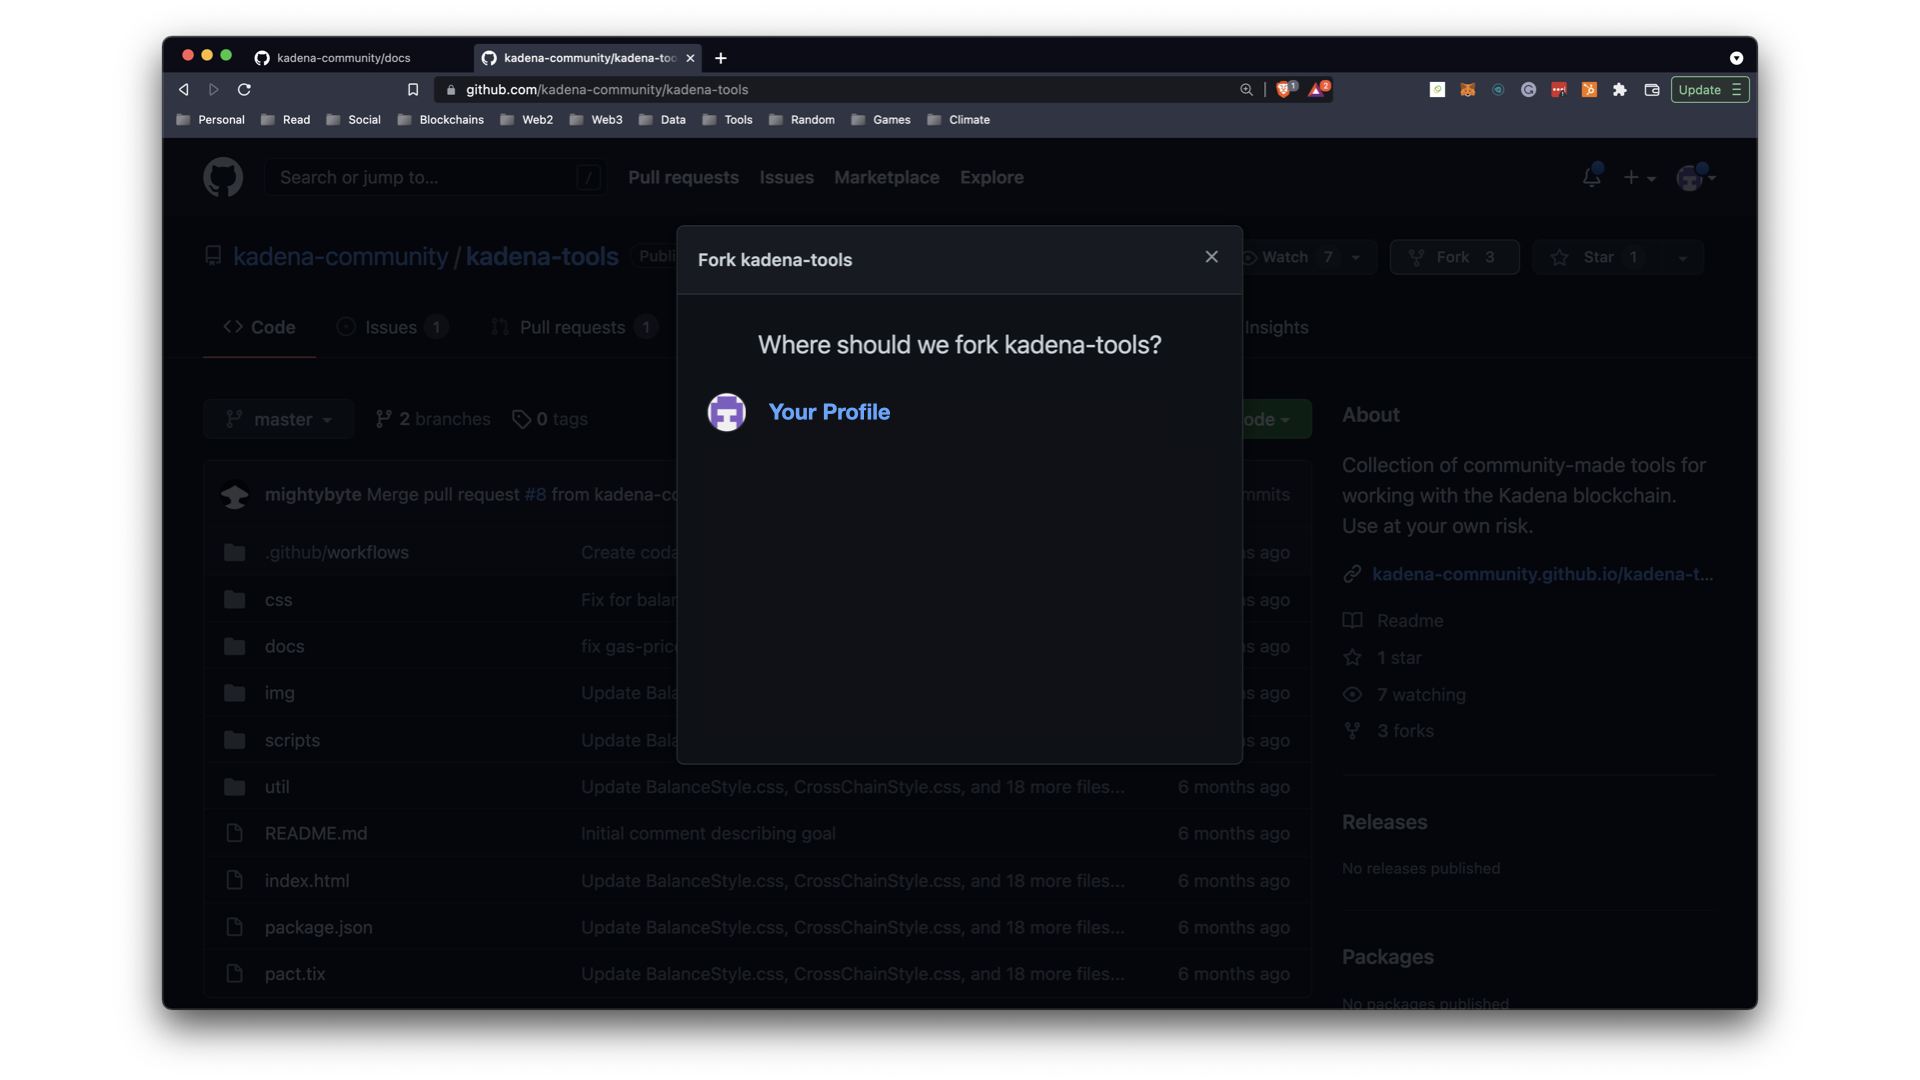 kadena-community/docs
kadena-community/kadena-too
github.com/kadena-community/kadena-tools
1
2
Update
Personal Read Social Blockchains Web2 Web3 Data Tools Random Games Climate
Search or jump to...
/
Pull requests Issues Marketplace Explore
kadena-community / kadena-tools
Publi
Watch 7
Fork 3
Star 1
Fork kadena-tools
Code
Issues 1
Pull requests 1
Insights
Where should we fork kadena-tools?
Your Profile
master
2 branches
0 tags
ode
mightybyte Merge pull request #8 from kadena-co
mmits
.github/workflows Create coda s ago
css Fix for balan s ago
docs fix gas-price s ago
img Update Bala s ago
scripts Update Bala s ago
util Update BalanceStyle.css, CrossChainStyle.css, and 18 more files... 6 months ago
README.md Initial comment describing goal 6 months ago
index.html Update BalanceStyle.css, CrossChainStyle.css, and 18 more files... 6 months ago
package.json Update BalanceStyle.css, CrossChainStyle.css, and 18 more files... 6 months ago
pact.tix Update BalanceStyle.css, CrossChainStyle.css, and 18 more files... 6 months ago
About
Collection of community-made tools for
working with the Kadena blockchain.
Use at your own risk.
kadena-community.github.io/kadena-t...
Readme
1 star
7 watching
3 forks
Releases
No releases published
Packages
No packages published